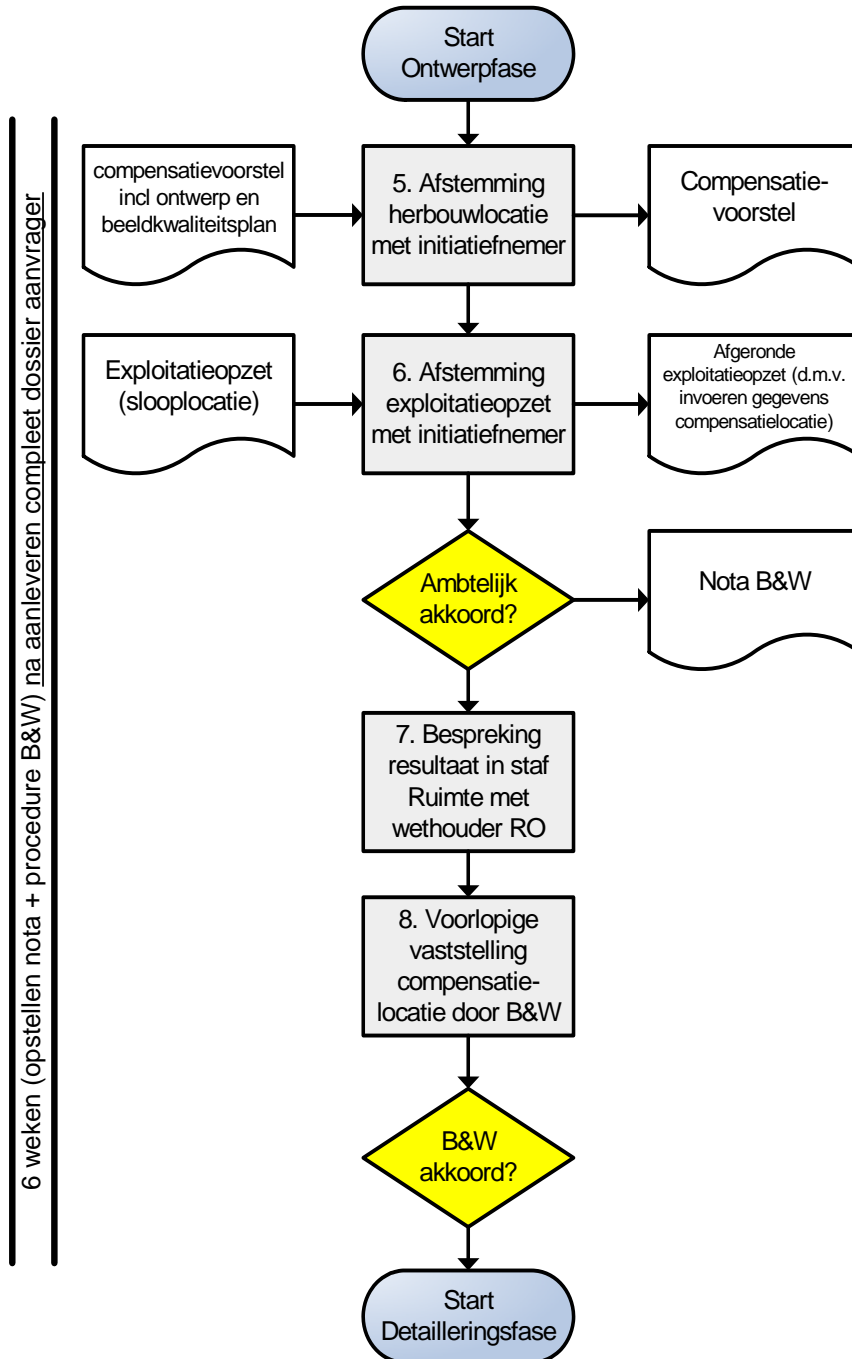 Start
Ontwerpfase
6 weken (opstellen nota + procedure B&W) na aanleveren compleet dossier aanvrager
compensatievoorstel
incl ontwerp en
beeldkwaliteitsplan
5. Afstemming
herbouwlocatie
met initiatiefnemer
Compensatie-
voorstel
Exploitatieopzet
(slooplocatie)
6. Afstemming
exploitatieopzet
met initiatiefnemer
Afgeronde
exploitatieopzet (d.m.v.
invoeren gegevens
compensatielocatie)
Ambtelijk
akkoord?
Nota B&W
7. Bespreking
resultaat in staf
Ruimte met
wethouder RO
8. Voorlopige
vaststelling
compensatie-
locatie door B&W
B&W
akkoord?
Start
Detailleringsfase